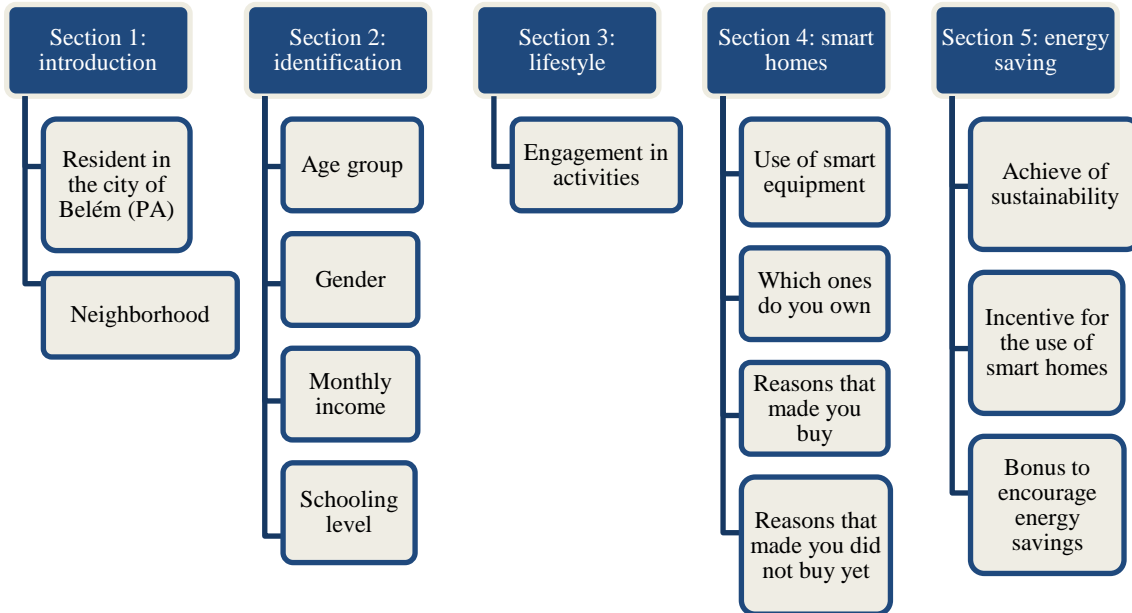 Section 1:
introduction
Resident in
the city of
Belém (PA)
Neighborhood
Section 2:
identification
Age group
Gender
Monthly
income
Schooling
level
Section 3:
lifestyle
Engagement in
activities
Section 4: smart
homes
Use of smart
equipment
Which ones
do you own
Reasons that
made you
buy
Reasons that
made you did
not buy yet
Section 5: energy
saving
Achieve of
sustainability
Incentive for
the use of
smart homes
Bonus to
encourage
energy
savings